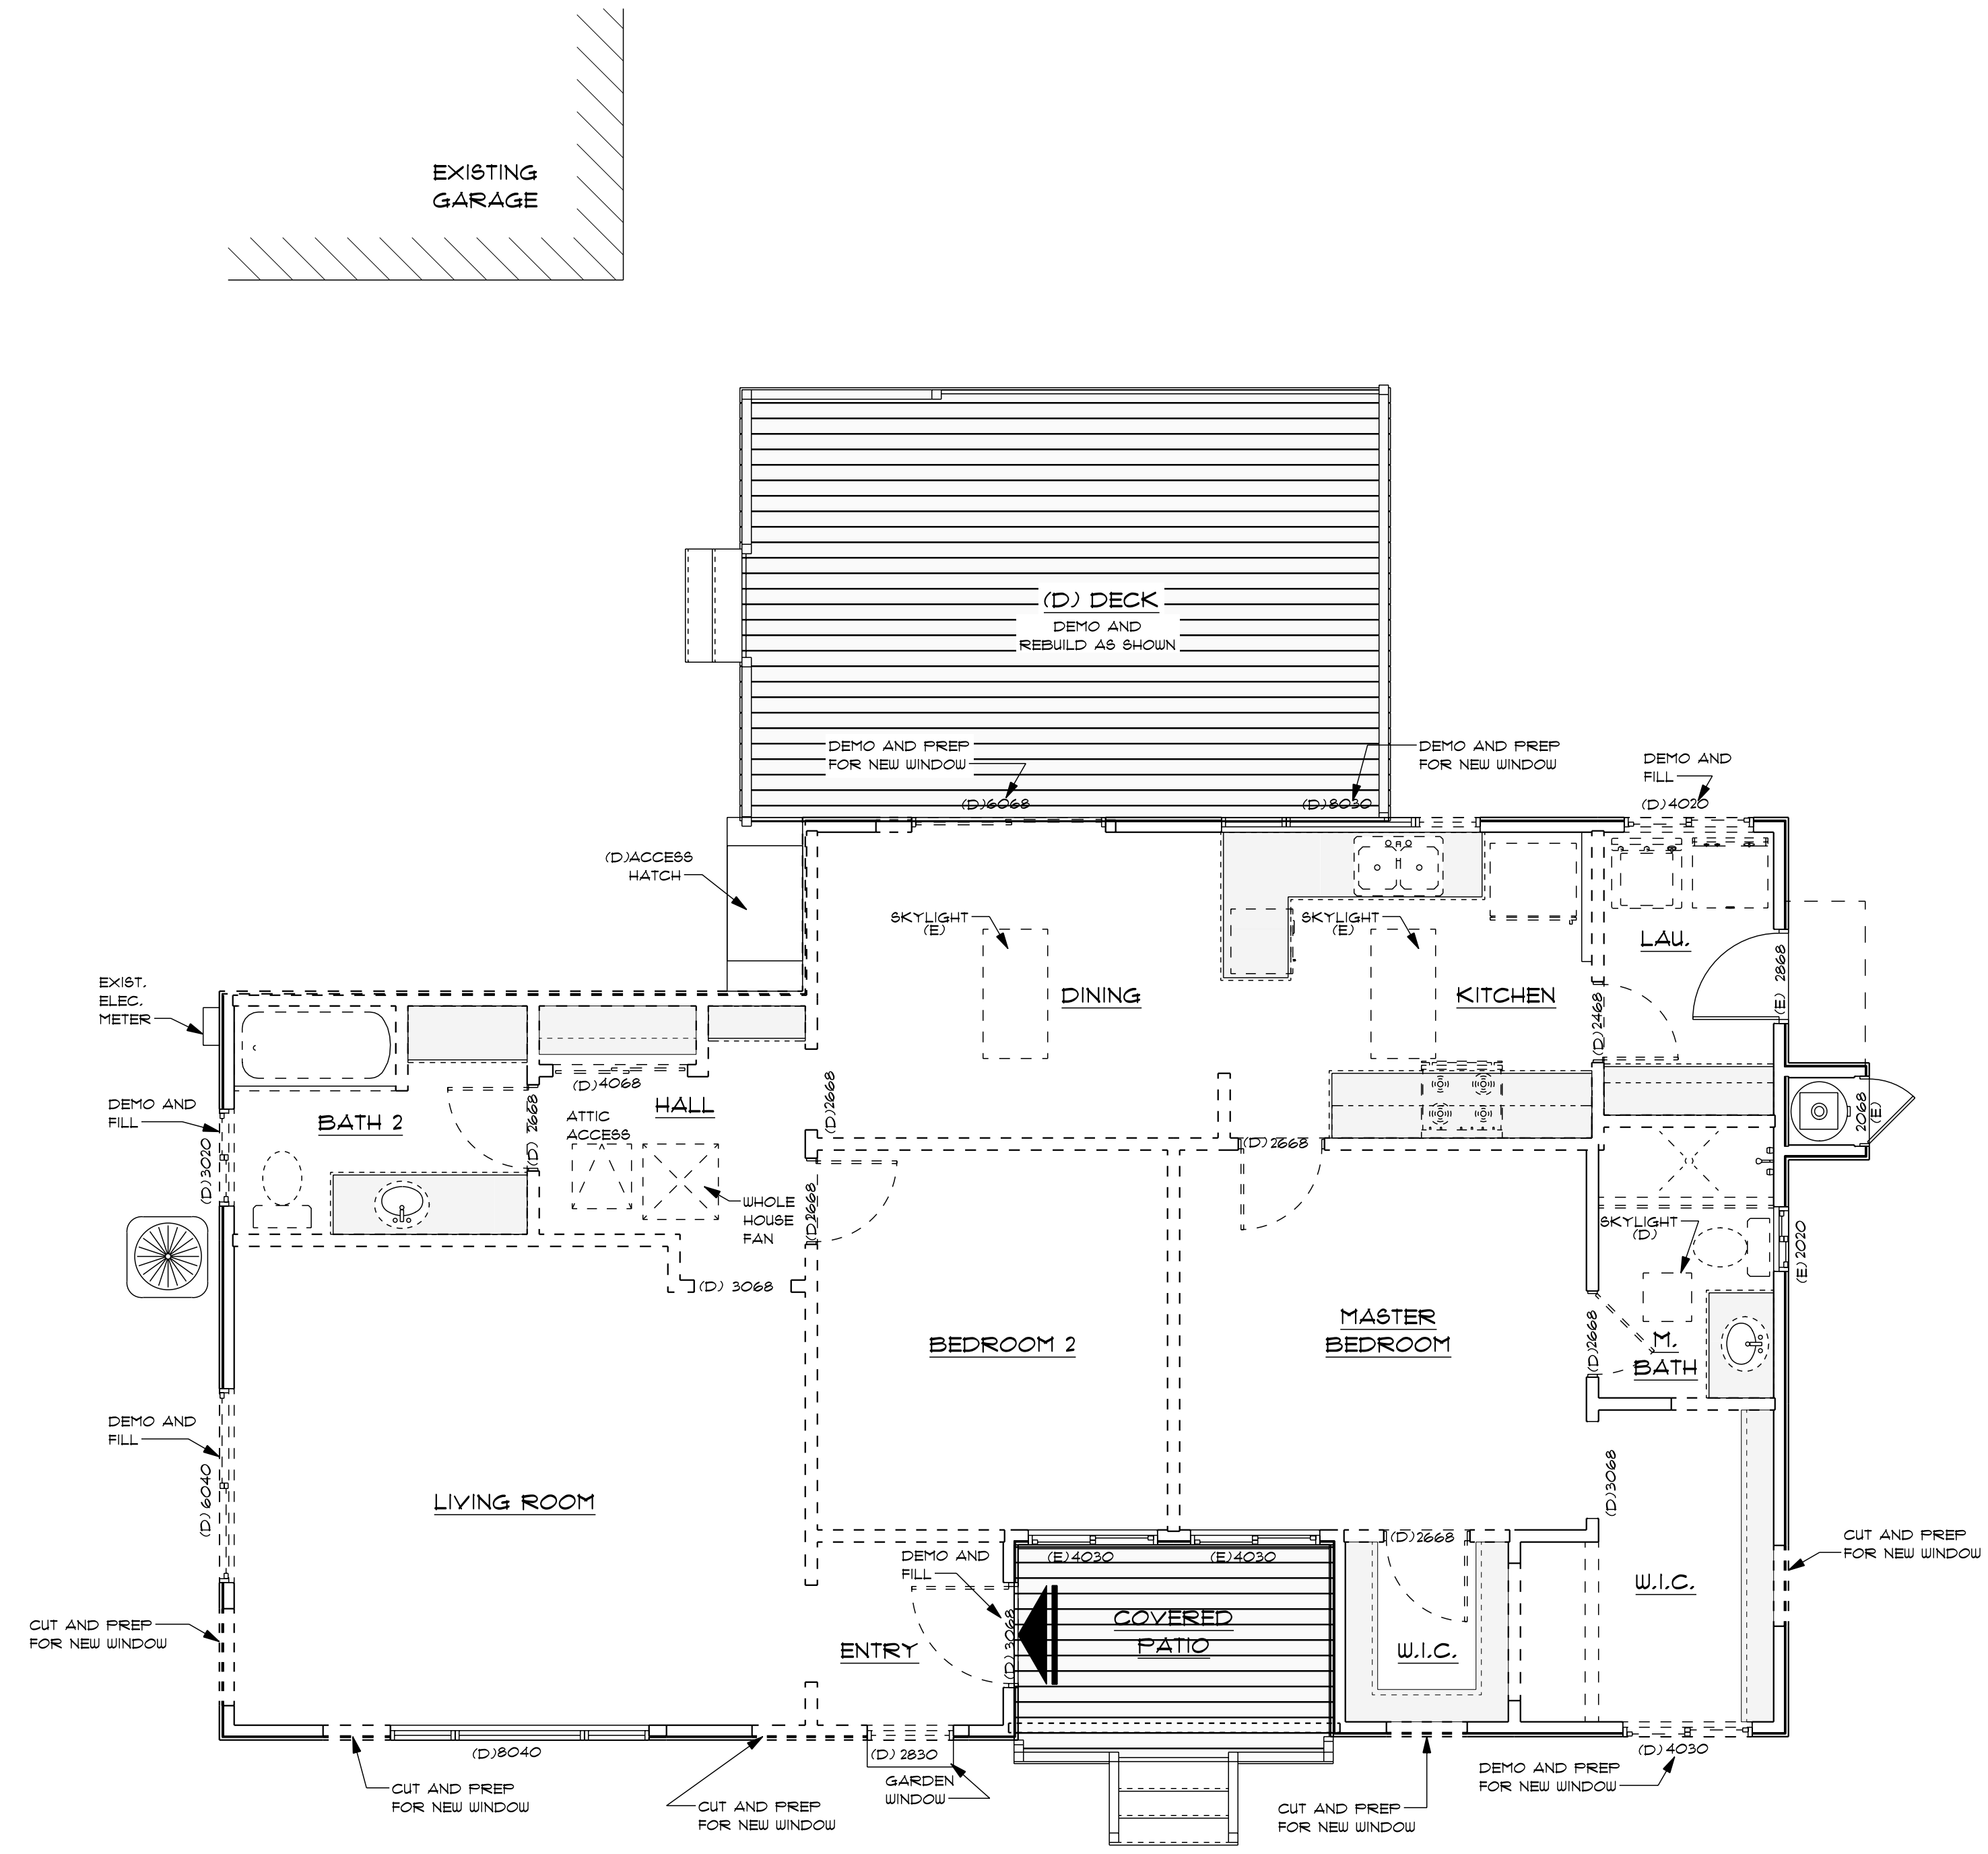 EXISTING
GARAGE
(D) DECK
DEMO AND
REBUILD AS SHOWN
DEMO AND PREP
FOR NEW WINDOW
(D)6068
DEMO AND PREP
FOR NEW WINDOW
(D)8030
DEMO AND
FILL
(D)4020
(D)ACCESS
HATCH
SKYLIGHT
(E)
SKYLIGHT
(E)
LAU.
(E) 2868
DINING
KITCHEN
(D)2468
EXIST.
ELEC.
METER
(D)4068
HALL
DEMO AND
FILL
(D)3020
BATH 2
(D) 2668
ATTIC
ACCESS
(D)2668
(D)2668
2068
(E)
WHOLE
HOUSE
FAN
(D)2668
SKYLIGHT
(D)
(E)2020
(D) 3068
BEDROOM 2
MASTER
BEDROOM
(D)2668
M.
BATH
DEMO AND
FILL
(D) 6040
LIVING ROOM
(D)3068
CUT AND PREP
FOR NEW WINDOW
DEMO AND
FILL
(E)4030
(E)4030
(D)2668
W.I.C.
CUT AND PREP
FOR NEW WINDOW
ENTRY
(D) 3068
COVERED
PATIO
W.I.C.
(D)8040
(D) 2830
GARDEN
WINDOW
(D) 4030
DEMO AND PREP
FOR NEW WINDOW
CUT AND PREP
FOR NEW WINDOW
CUT AND PREP
FOR NEW WINDOW
CUT AND PREP
FOR NEW WINDOW